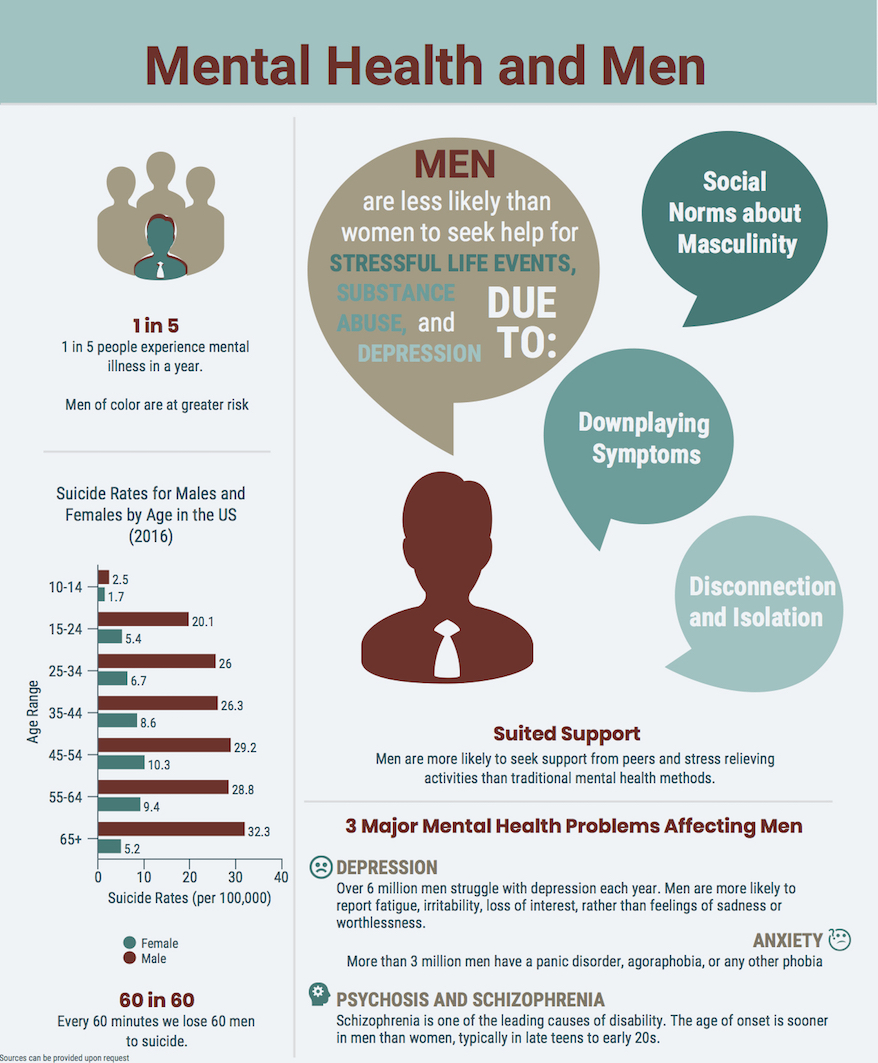 Mental Health and Men
1 in 5
1 in 5 people experience mental
illness in a year.
Men of color are at greater risk
Suicide Rates for Males and
Females by Age in the US
(2016)
Age Range
10-14
2.5
1.7
15-24
20.1
5.4
25-34
26
6.7
35-44
26.3
8.6
45-54
29.2
10.3
55-64
28.8
9.4
65+
32.3
5.2
0 10 20 30 40
Suicide Rates (per 100,000)
Female
Male
60 in 60
Every 60 minutes we lose 60 men
to suicide.
Sources can be provided upon request
MEN
are less likely than
women to seek help for
STRESSFUL LIFE EVENTS,
SUBSTANCE
ABUSE, and
DEPRESSION
DUE
TO:
Social
Norms about
Masculinity
Downplaying
Symptoms
Disconnection
and Isolation
Suited Support
Men are more likely to seek support from peers and stress relieving
activities than traditional mental health methods.
3 Major Mental Health Problems Affecting Men
DEPRESSION
Over 6 million men struggle with depression each year. Men are more likely to
report fatigue, irritability, loss of interest, rather than feelings of sadness or
worthlessness.
ANXIETY
More than 3 million men have a panic disorder, agoraphobia, or any other phobia
PSYCHOSIS AND SCHIZOPHRENIA
Schizophrenia is one of the leading causes of disability. The age of onset is sooner
in men than women, typically in late teens to early 20s.